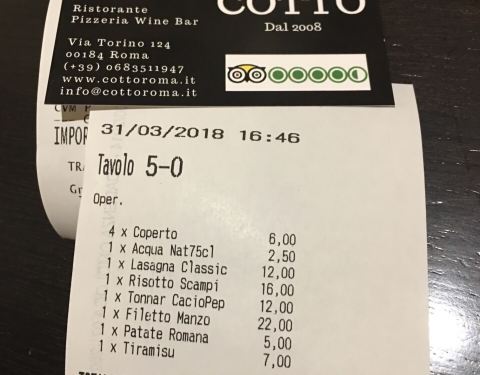 Ristorante
Pizzeria Wine Bar
COTTO
Dal 2008
Via Torino 124
00184 Roma
(+39) 0683511947
www.cottoroma.it
info@cottoroma.it
IMPOR
TRA
31/03/2018 16:46
Tavolo 5-0
Oper.
4 x Coperto 6,00
1 x Acqua Nat75cl 2,50
1 x Lasagna Classic 12,00
1 x Risotto Scampi 16,00
1 x Tonnar CacioPep 12,00
1 x Filetto Manzo 22,00
1 x Patate Romana 5,00
1 x Tiramisu 7,00